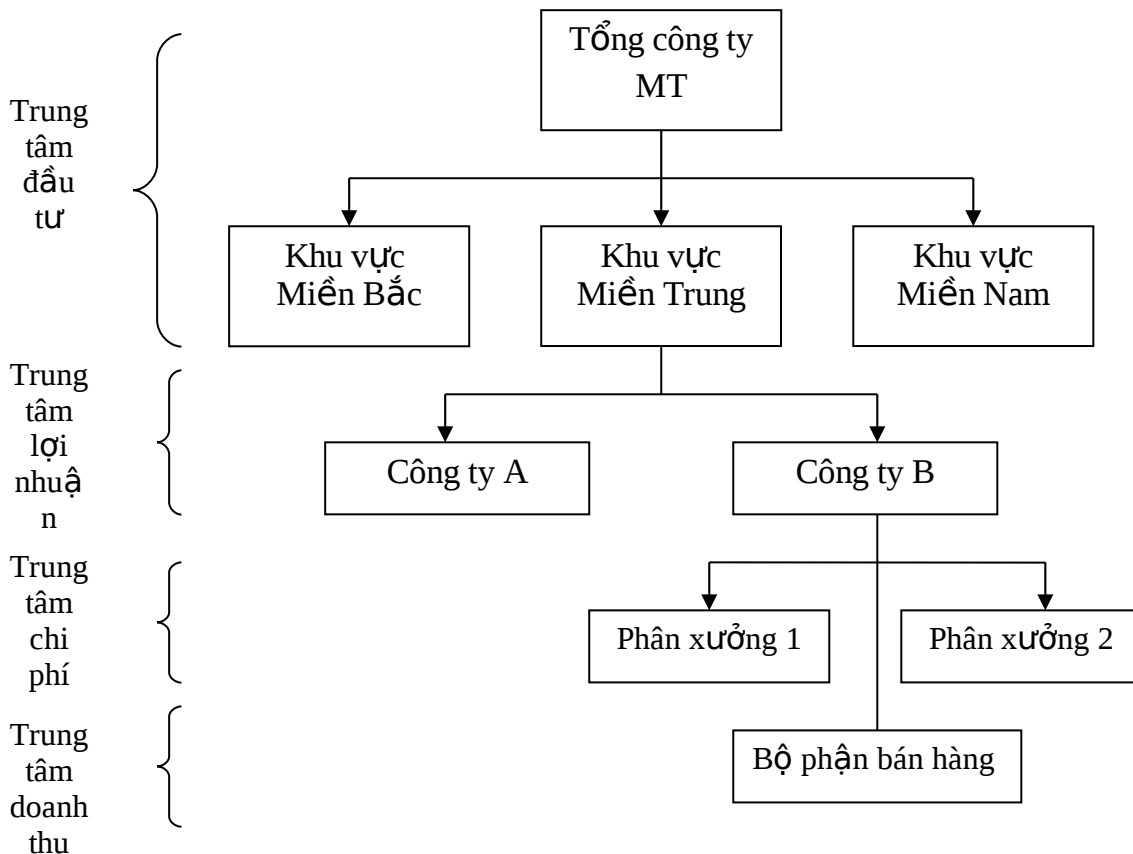 Tổng công ty
MT
Trung
tâm
đầu
tư
Khu vực
Miền Bắc
Khu vực
Miền Trung
Khu vực
Miền Nam
Trung
tâm
lợi
nhuậ
n
Công ty A
Công ty B
Trung
tâm
chi
phí
Phân xưởng 1
Phân xưởng 2
Trung
tâm
doanh
thu
Bộ phận bán hàng